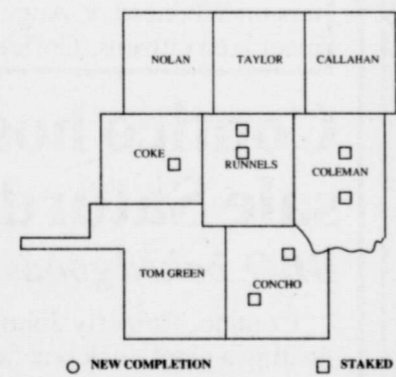 NOLAN TAYLOR CALLAHAN
COKE
RUNNELS
COLEMAN
TOM GREEN
CONCHO
NEW COMPLETION STAKED